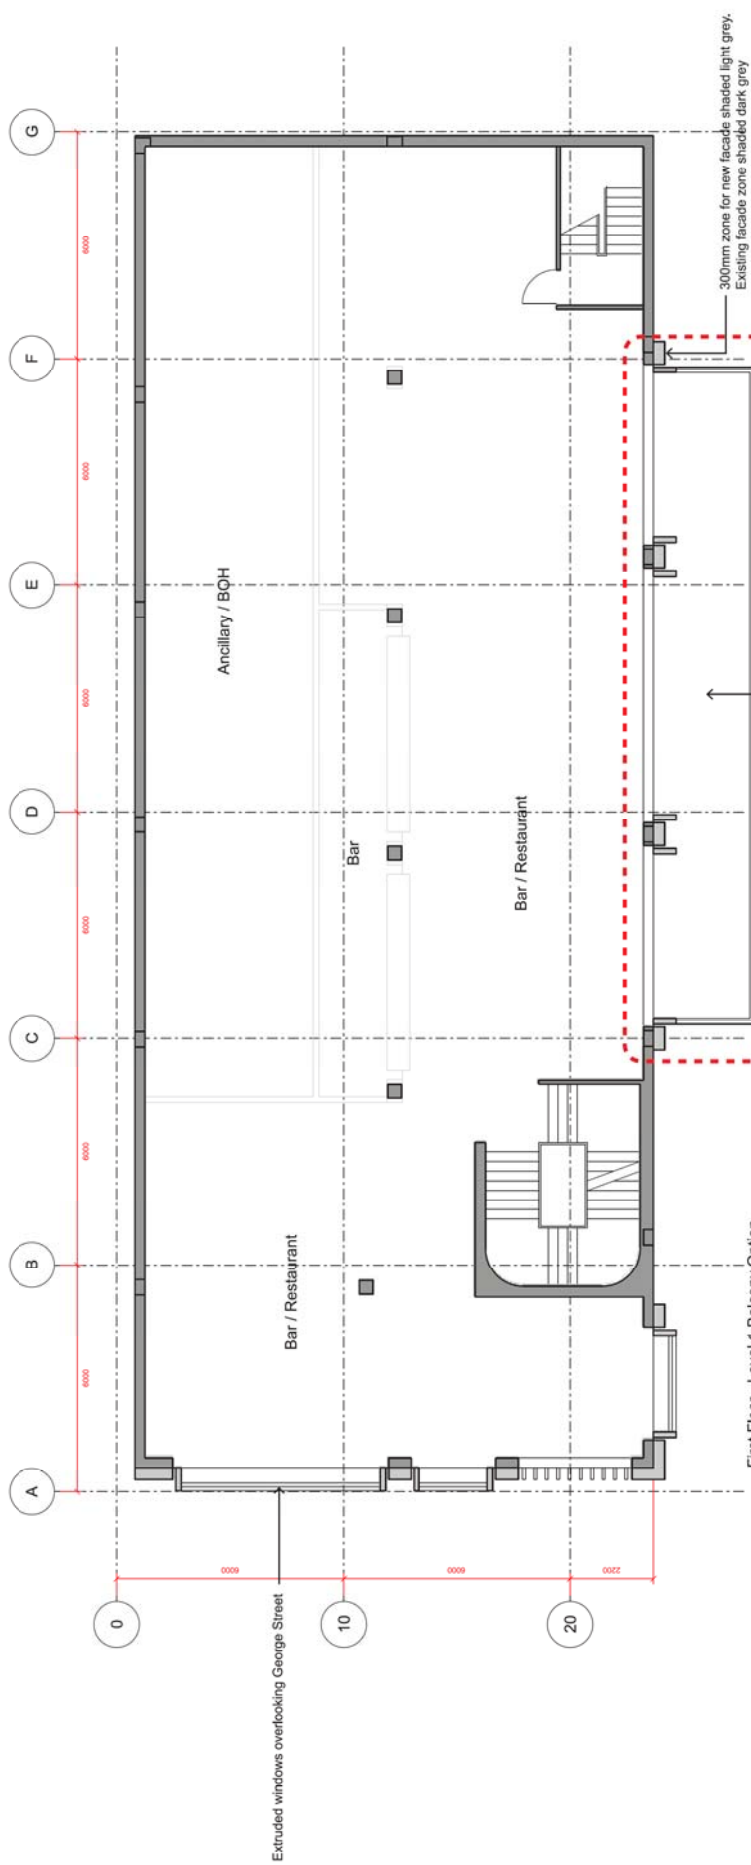 A
B
C
D
E
F
G
6000
6000
6000
6000
6000
6000
0
10
20
6000
6000
2200
Extruded windows overlooking George Street
Bar / Restaurant
Ancillary / BOH
Bar
Bar / Restaurant
300mm zone for new facade shaded light grey.
Existing facade zone shaded dark grey